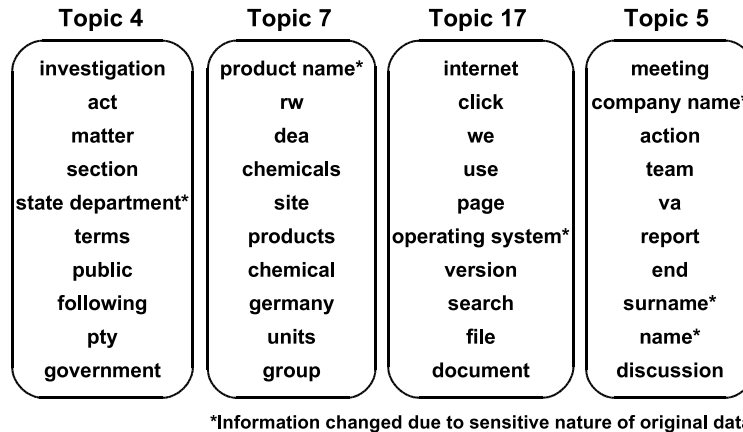 Topic 4
investigation
act
matter
section
state department*
terms
public
following
pty
government
Topic 7
product name*
rw
dea
chemicals
site
products
chemical
germany
units
group
Topic 17
internet
click
we
use
page
operating system*
version
search
file
document
Topic 5
meeting
company name*
action
team
va
report
end
surname*
name*
discussion
*Information changed due to sensitive nature of original data